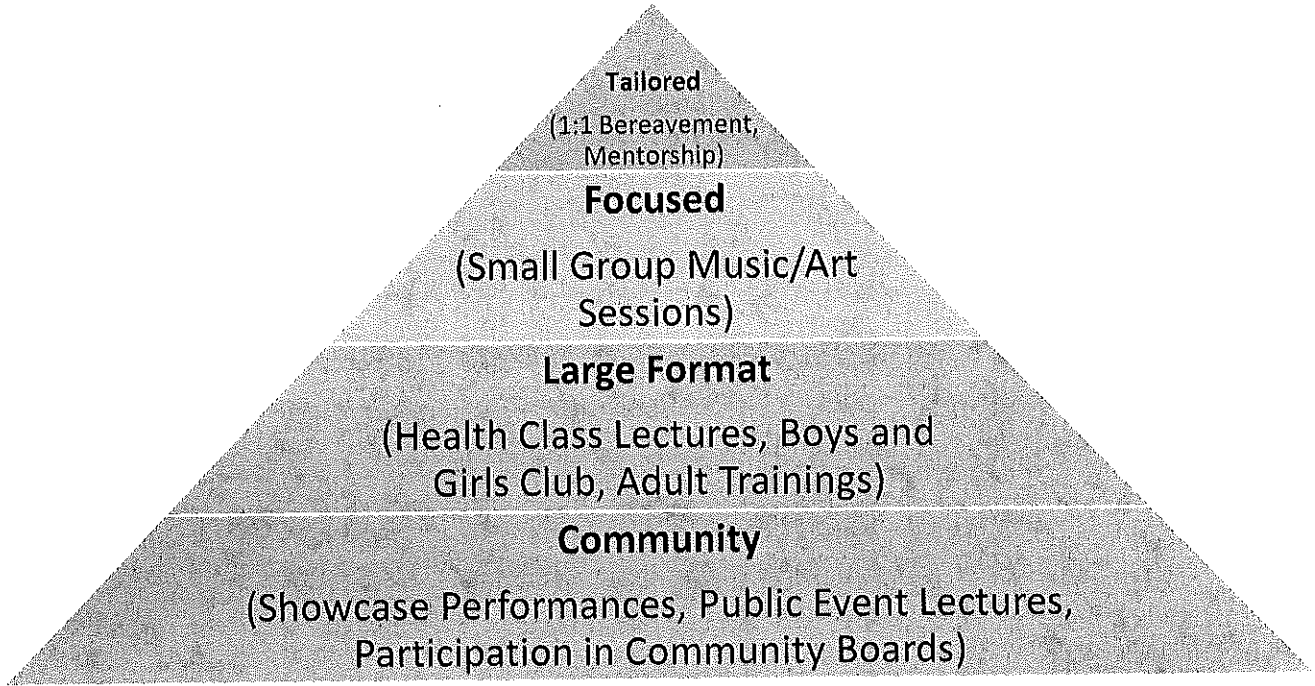 Tailored
(1:1 Bereavement,
Mentorship)
Focused
(Small Group Music/Art
Sessions)
Large Format
(Health Class Lectures, Boys and
Girls Club, Adult Trainings)
Community
(Showcase Performances, Public Event Lectures,
Participation in Community Boards)